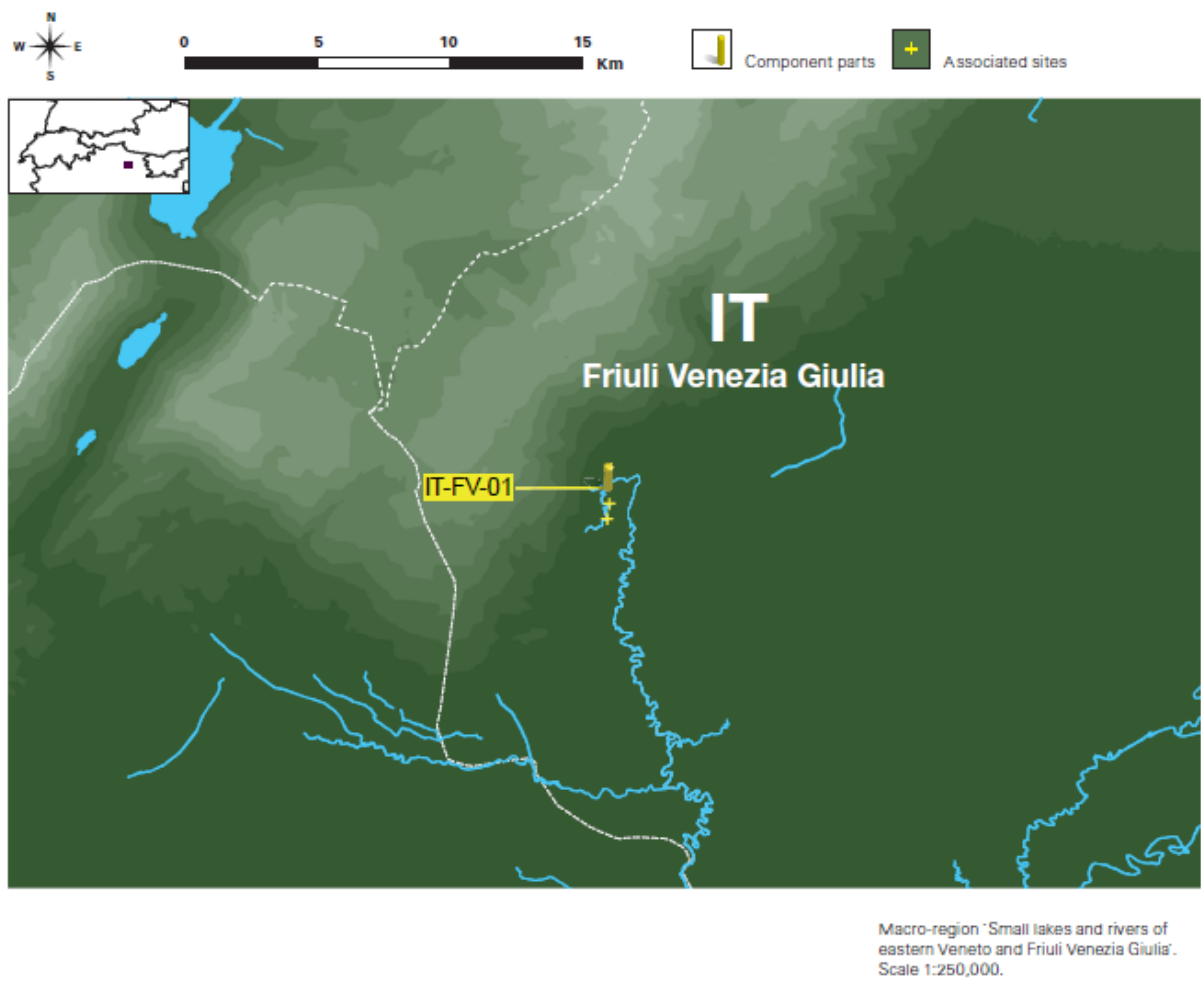 N
W E
S
0 5 10 15
Km
Component parts
Associated sites
IT
Friuli Venezia Giulia
IT-FV-01
Macro-region ‘Small lakes and rivers of
eastern Veneto and Friuli Venezia Giulia’.
Scale 1:250,000.